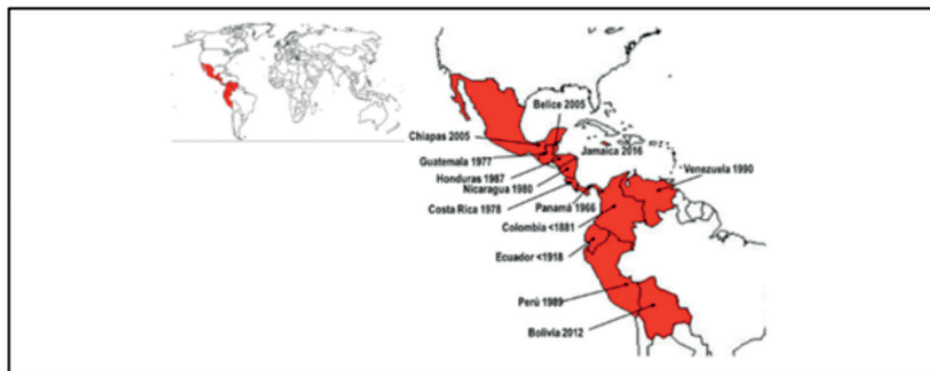 Belice 2005
Chiapas 2005
Jamaica 2016
Guatemala 1977
Venezuela 1990
Honduras 1987
Nicaragua 1980
Costa Rica 1978
Panamá 1966
Colombia <1881
Ecuador <1918
Perú 1989
Bolivia 2012